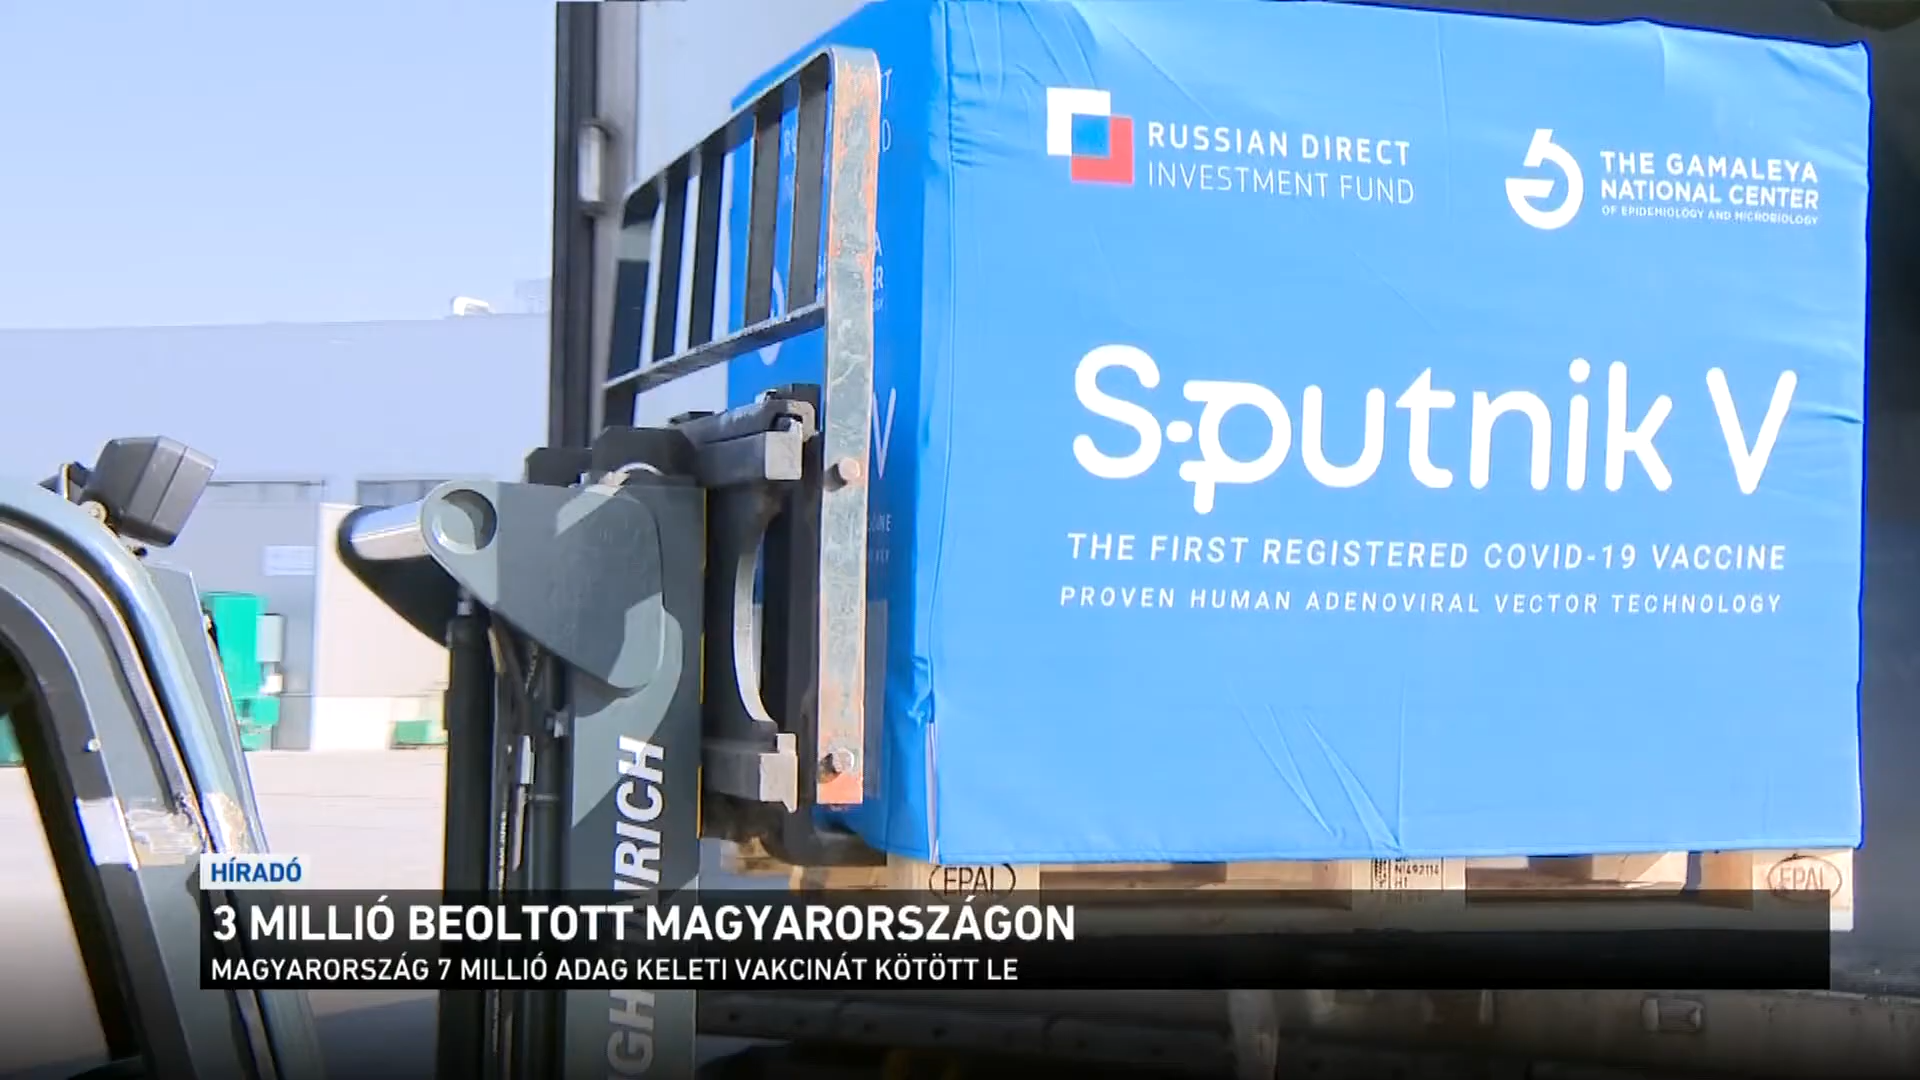 RUSSIAN DIRECT
INVESTMENT FUND
THE GAMALEYA
NATIONAL CENTER
OF EPIDEMIOLOGY AND MICROBIOLOGY
Sputnik V
THE FIRST REGISTERED COVID-19 VACCINE
PROVEN HUMAN ADENOVIRAL VECTOR TECHNOLOGY
EPAL
EPAL
HÍRADÓ
3 MILLIÓ BEOLTOTT MAGYARORSZÁGON
MAGYARORSZÁG 7 MILLIÓ ADAG KELETI VAKCINÁT KÖTÖTT LE